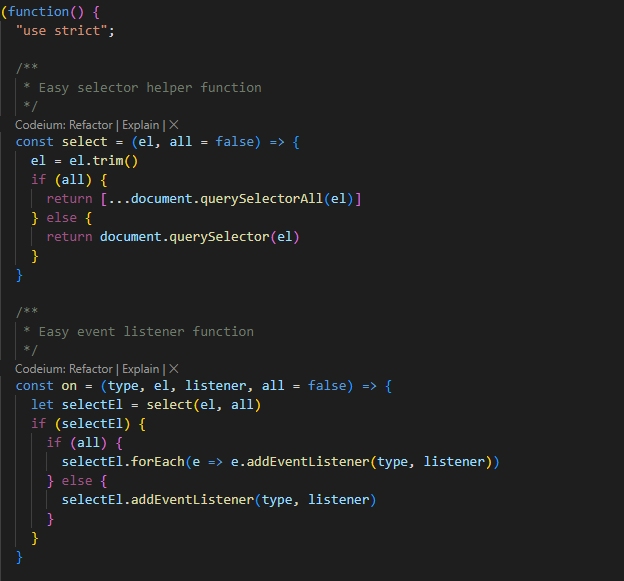 (function() {
  "use strict";

  /**
   * Easy selector helper function
   */
  Codeium: Refactor | Explain | ✕
  const select = (el, all = false) => {
    el = el.trim()
    if (all) {
      return [...document.querySelectorAll(el)]
    } else {
      return document.querySelector(el)
    }
  }

  /**
   * Easy event listener function
   */
  Codeium: Refactor | Explain | ✕
  const on = (type, el, listener, all = false) => {
    let selectEl = select(el, all)
    if (selectEl) {
      if (all) {
        selectEl.forEach(e => e.addEventListener(type, listener))
      } else {
        selectEl.addEventListener(type, listener)
      }
    }
  }